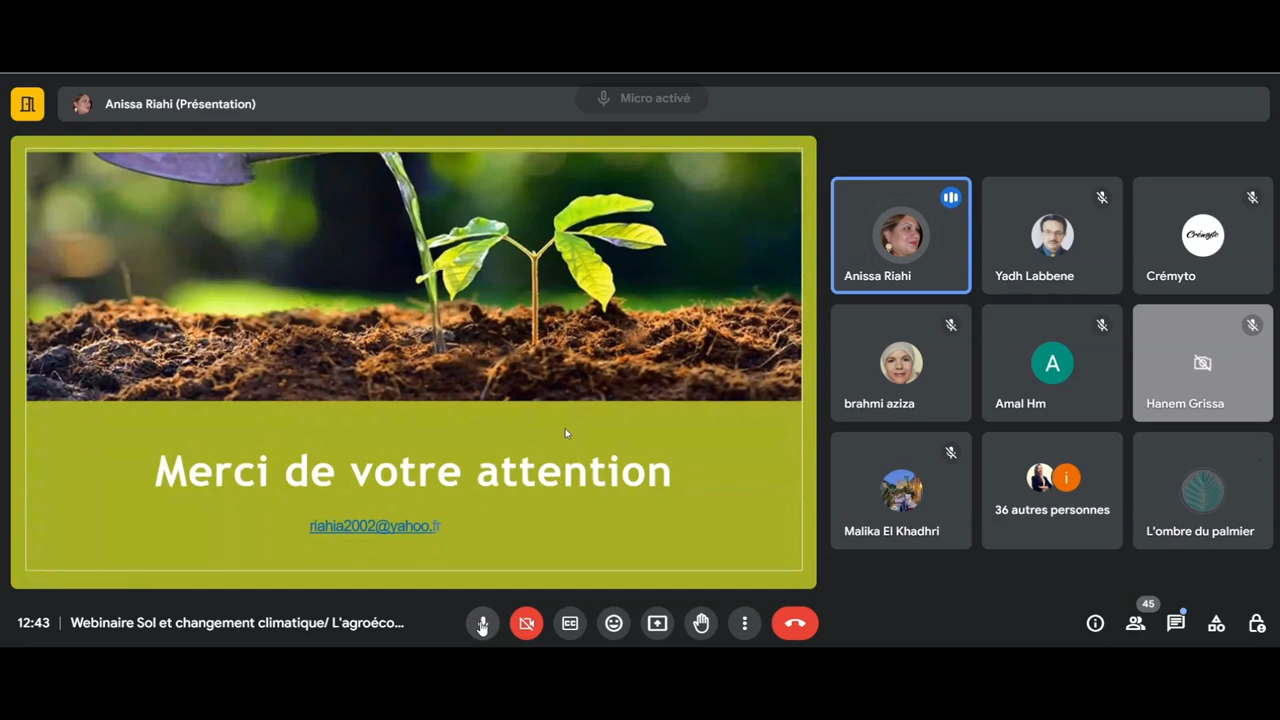 Anissa Riahi (Présentation)
Micro activé
Merci de votre attention
riahia2002@yahoo.fr
Anissa Riahi
Yadh Labbene
Crémyto
Crémyto
brahmi aziza
A
Amal Hm
Hanem Grissa
Malika El Khadhri
i
36 autres personnes
L'ombre du palmier
12:43 | Webinaire Sol et changement climatique/ L'agroéco...
45